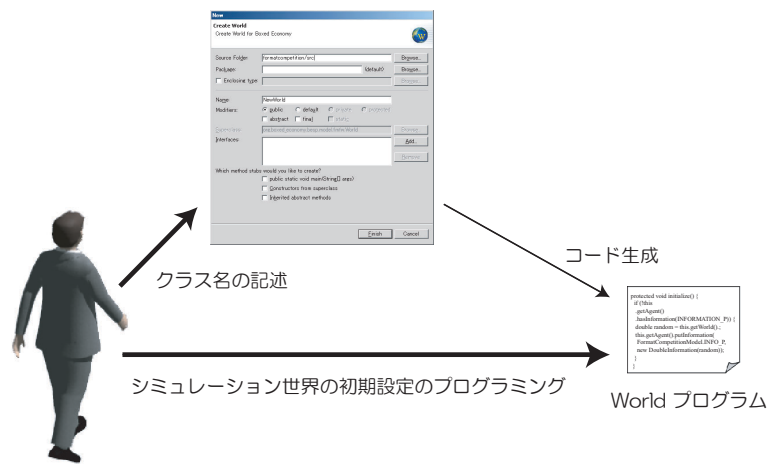 New
Create World
Create World for Boxed Economy
Source Folder: formatcompetition/src Browse...
Package: (default) Browse...
Enclosing type: Browse...
Name: NewWorld
Modifiers: public default private protected
abstract final static
Superclass: Browse...
Interfaces: Add...
Remove
Which method stubs would you like to create?
public static void main(String[] args)
Constructors from superclass
Inherited abstract methods
Finish Cancel
クラス名の記述
コード生成
protected void initialize() {
if (!this
.getAgent()
.hasInformation(INFORMATION_P)) {
double random = this.getWorld().;
this.getAgent().putInformation(
FormatCompetitionModel.INFO_P,
new DoubleInformation(random));
}
}
シミュレーション世界の初期設定のプログラミング
World プログラム